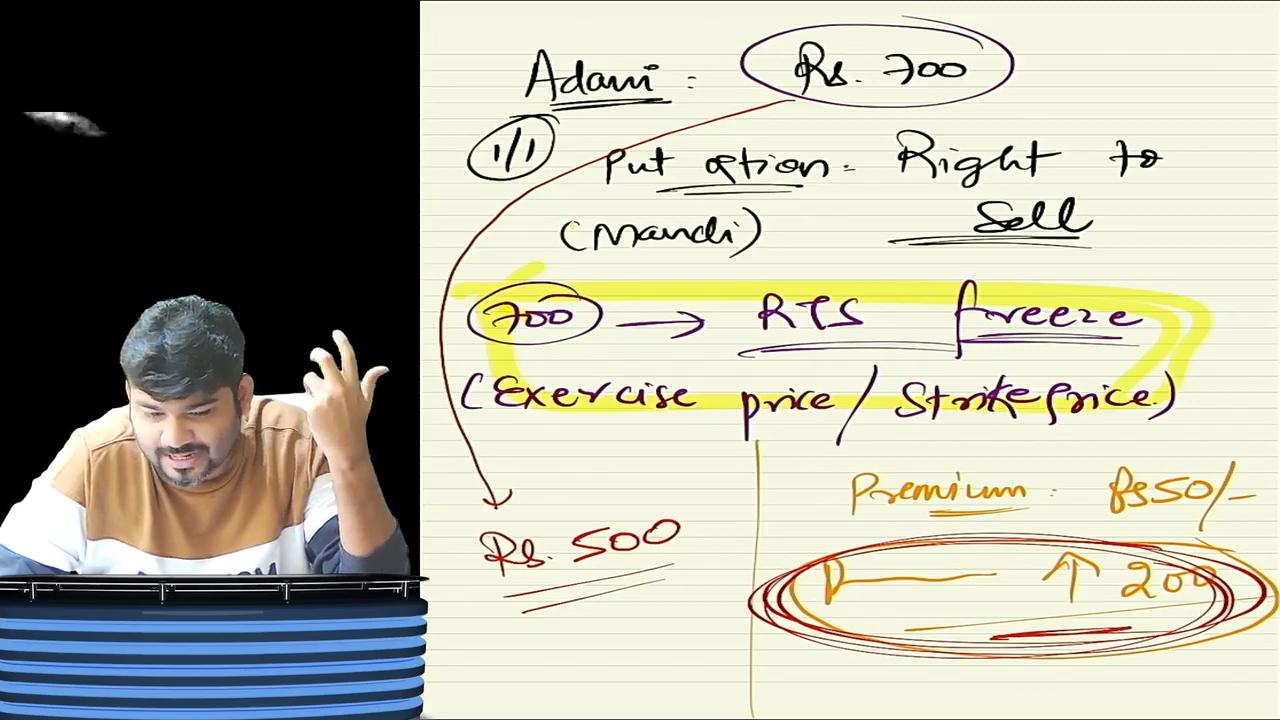 Adani : Rs. 700
1/1 Put option = Right to
(Mandi) Sell
700 → RTS freeze
(Exercise price / Strike price)
Premium : Rs 50/-
Rs. 500
P ↑ 200